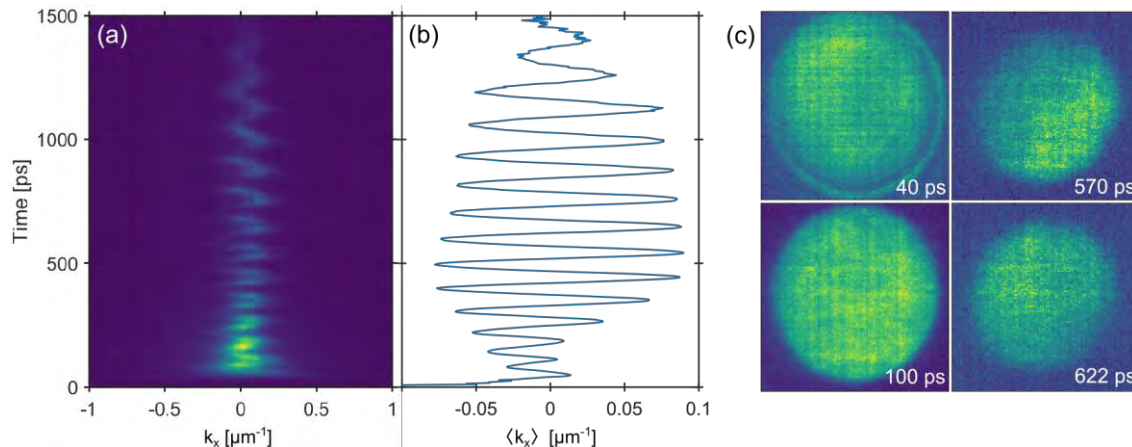 (a)
1500
1000
500
0
Time [ps]
-1 -0.5 0 0.5 1
kₓ [µm⁻¹]
(b)
-0.05 0 0.05 0.1
⟨kₓ⟩ [µm⁻¹]
(c)
40 ps
570 ps
100 ps
622 ps